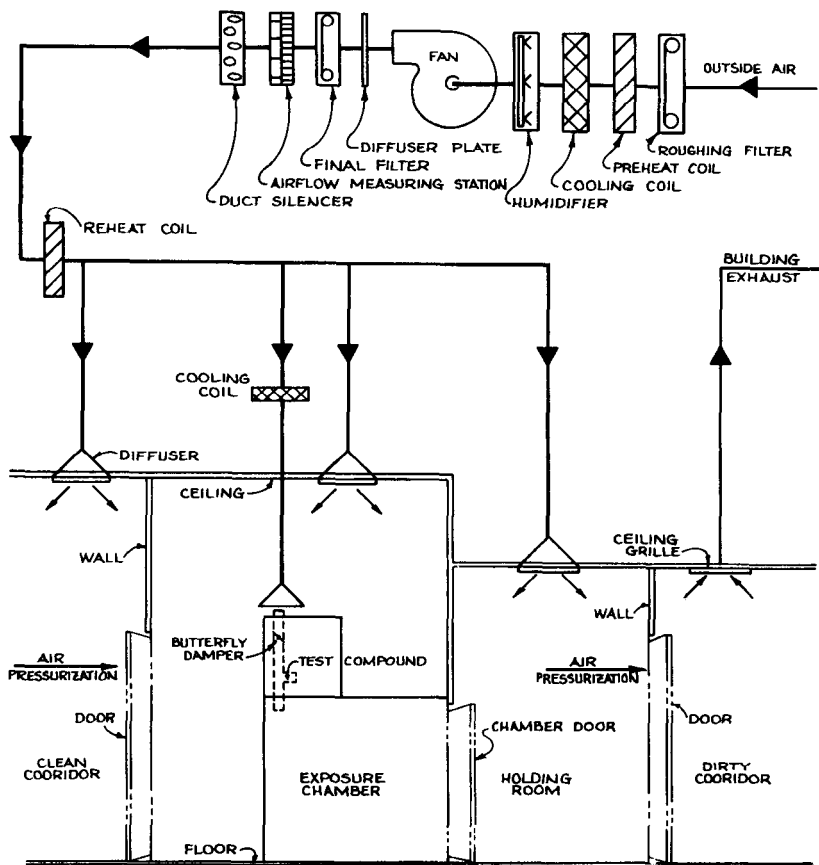 FAN
OUTSIDE AIR
DIFFUSER PLATE
FINAL FILTER
AIRFLOW MEASURING STATION
DUCT SILENCER
ROUGHING FILTER
PREHEAT COIL
COOLING COIL
HUMIDIFIER
REHEAT COIL
BUILDING
EXHAUST
COOLING
COIL
DIFFUSER
CEILING
CEILING
GRILLE
WALL
WALL
BUTTERFLY
DAMPER
TEST COMPOUND
AIR
PRESSURIZATION
AIR
PRESSURIZATION
DOOR
CHAMBER DOOR
DOOR
CLEAN
COORIDOR
EXPOSURE
CHAMBER
HOLDING
ROOM
DIRTY
COORIDOR
FLOOR